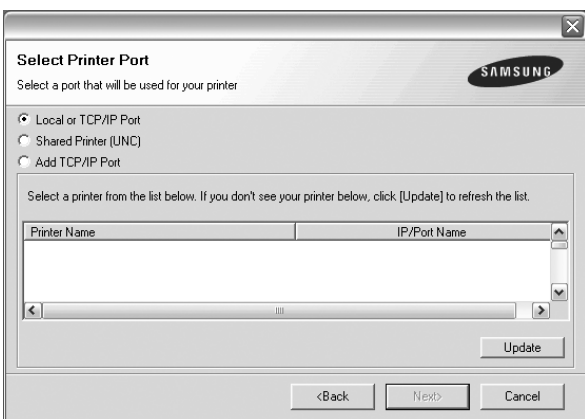 Select Printer Port
Select a port that will be used for your printer
SAMSUNG
Local or TCP/IP Port
Shared Printer (UNC)
Add TCP/IP Port
Select a printer from the list below. If you don't see your printer below, click [Update] to refresh the list.
Printer Name IP/Port Name
Update
<Back Next> Cancel